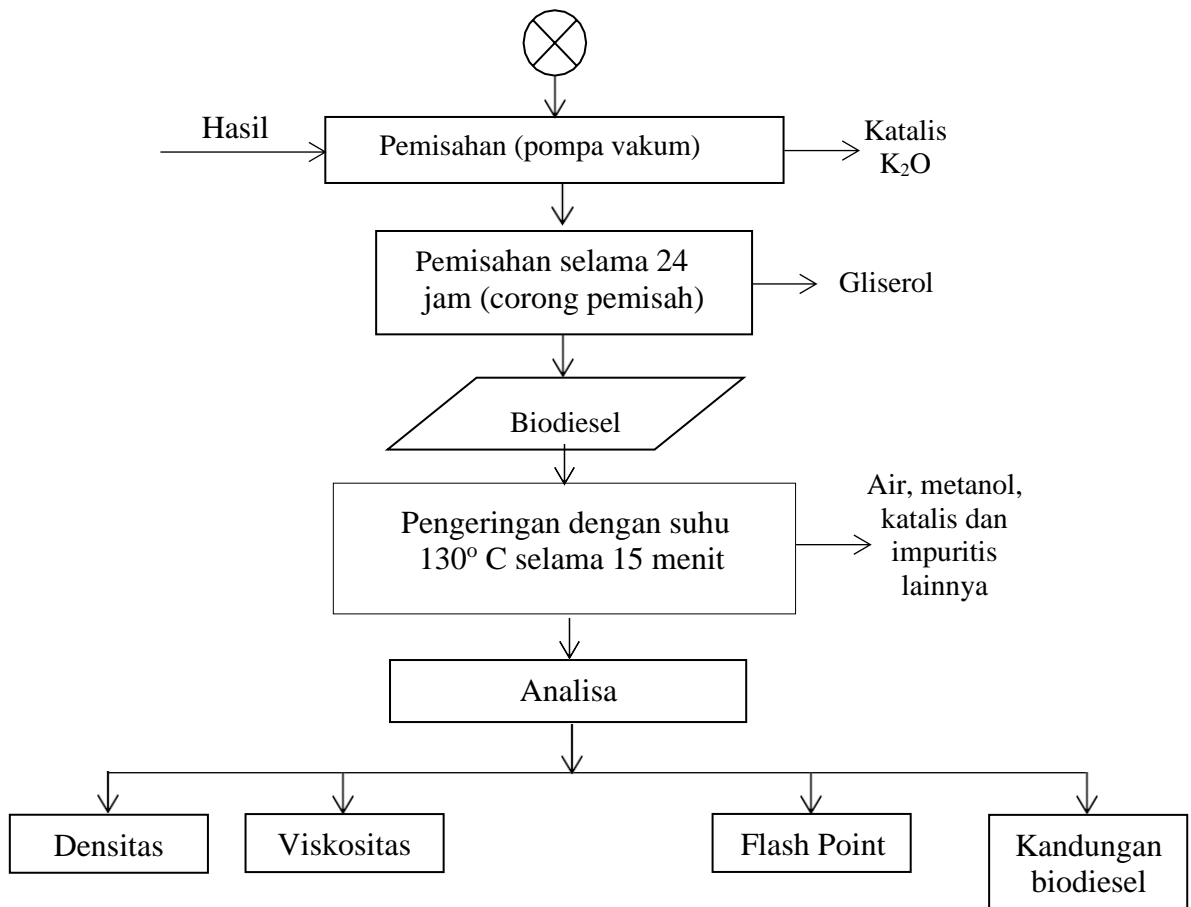 Hasil
Pemisahan (pompa vakum)
Katalis
K₂O
Pemisahan selama 24
jam (corong pemisah)
Gliserol
Biodiesel
Pengeringan dengan suhu
130º C selama 15 menit
Air, metanol,
katalis dan
impuritis
lainnya
Analisa
Densitas
Viskositas
Flash Point
Kandungan
biodiesel